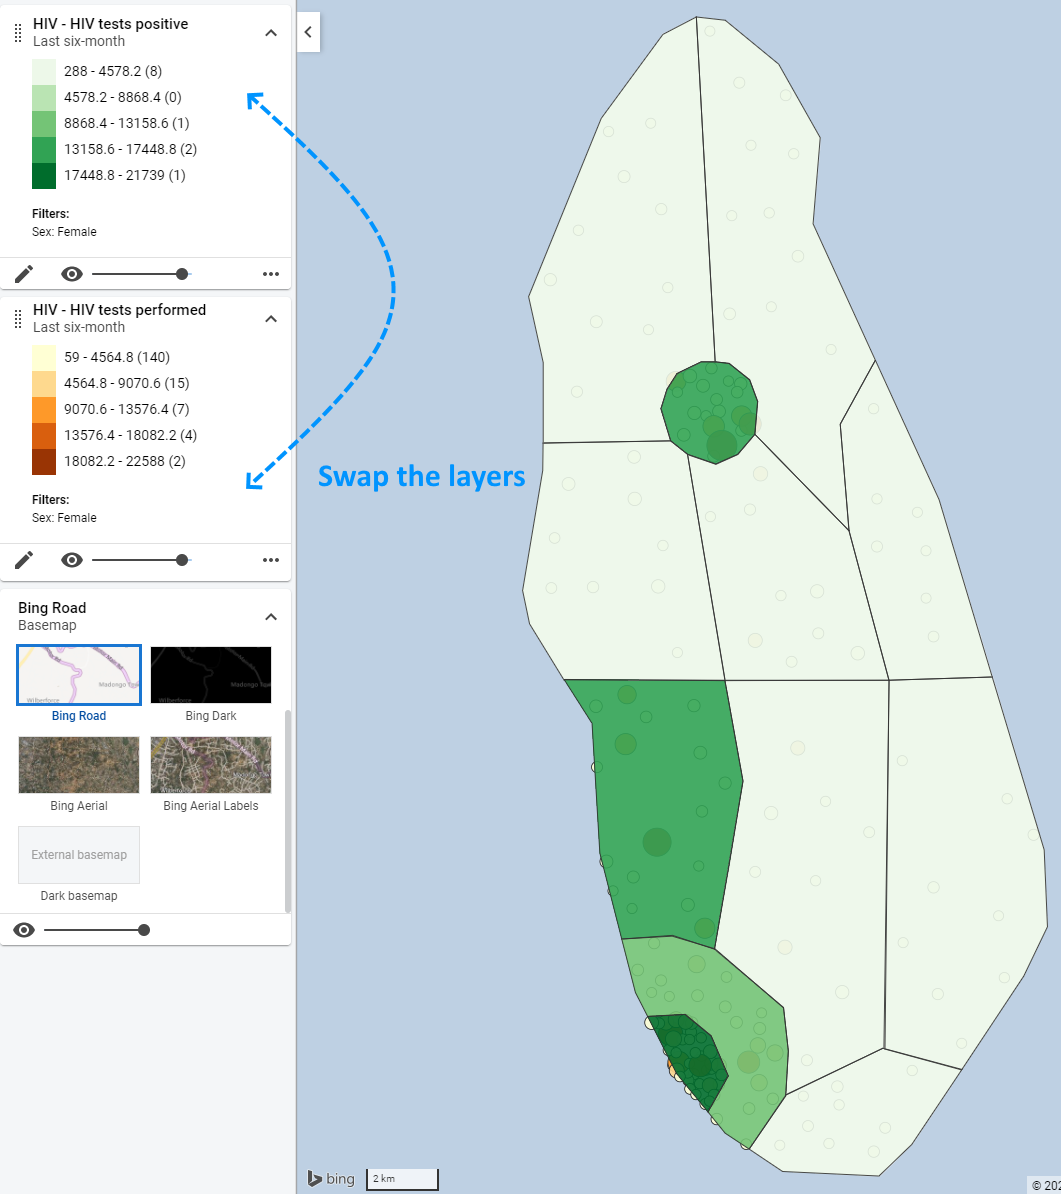 HIV - HIV tests positive
Last six-month
288 - 4578.2 (8)
4578.2 - 8868.4 (0)
8868.4 - 13158.6 (1)
13158.6 - 17448.8 (2)
17448.8 - 21739 (1)
Filters:
Sex: Female
HIV - HIV tests performed
Last six-month
59 - 4564.8 (140)
4564.8 - 9070.6 (15)
9070.6 - 13576.4 (7)
13576.4 - 18082.2 (4)
18082.2 - 22588 (2)
Filters:
Sex: Female
Swap the layers
Bing Road
Basemap
Wilberforce
Bing Road
Bing Dark
Bing Aerial
Bing Aerial Labels
External basemap
Dark basemap
bing
2 km
© 202